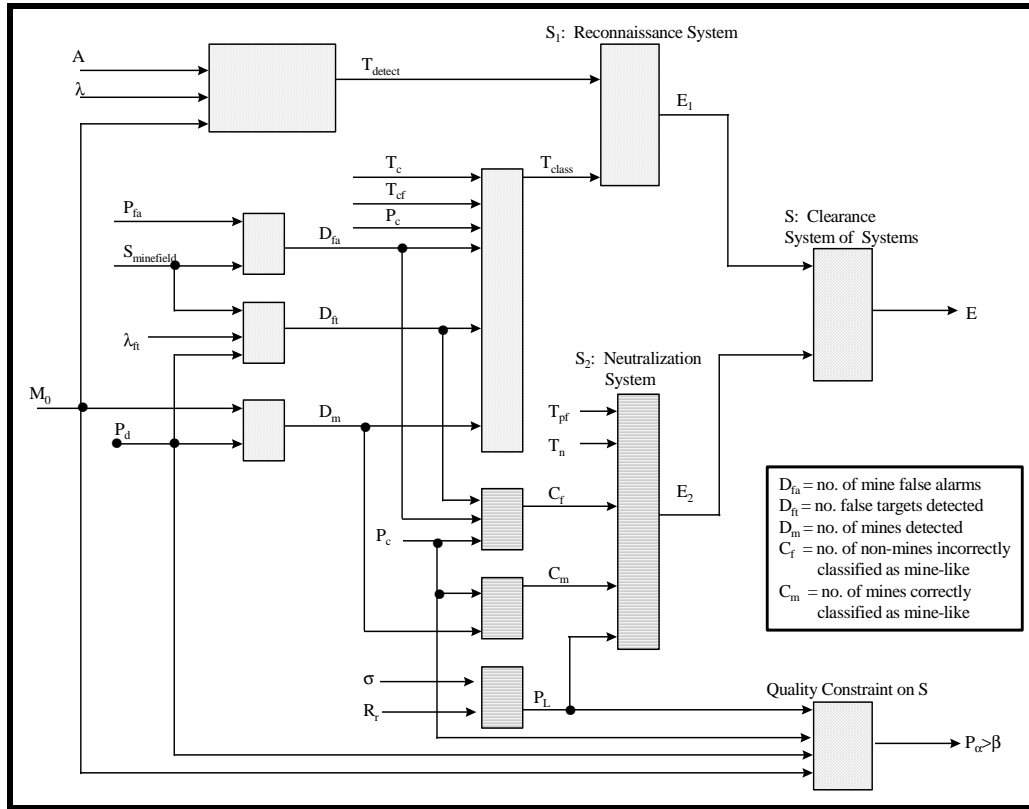 S1: Reconnaissance System
A
Tdetect
λ
E1
Tc
Tclass
Tcf
Pfa
Pc
S: Clearance
System of Systems
Dfa
Sminefield
Dft
E
λft
S2: Neutralization
System
M0
Dm
Tpf
Pd
Tn
Dfa = no. of mine false alarms
Dft = no. false targets detected
Dm = no. of mines detected
Cf = no. of non-mines incorrectly
classified as mine-like
Cm = no. of mines correctly
classified as mine-like
Cf
E2
Pc
Cm
σ
PL
Quality Constraint on S
Rr
Pα>β